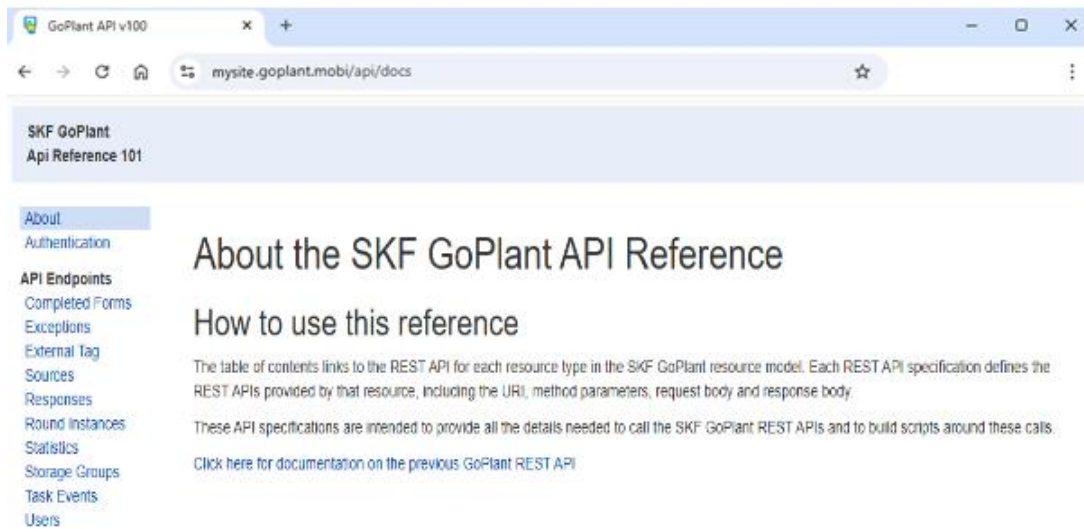 GoPlant API v100
mysite.goplant.mobi/api/docs
SKF GoPlant
Api Reference 101
About
Authentication
API Endpoints
Completed Forms
Exceptions
External Tag
Sources
Responses
Round Instances
Statistics
Storage Groups
Task Events
Users
About the SKF GoPlant API Reference
How to use this reference
The table of contents links to the REST API for each resource type in the SKF GoPlant resource model. Each REST API specification defines the
REST APIs provided by that resource, including the URI, method parameters, request body and response body.
These API specifications are intended to provide all the details needed to call the SKF GoPlant REST APIs and to build scripts around these calls.
Click here for documentation on the previous GoPlant REST API